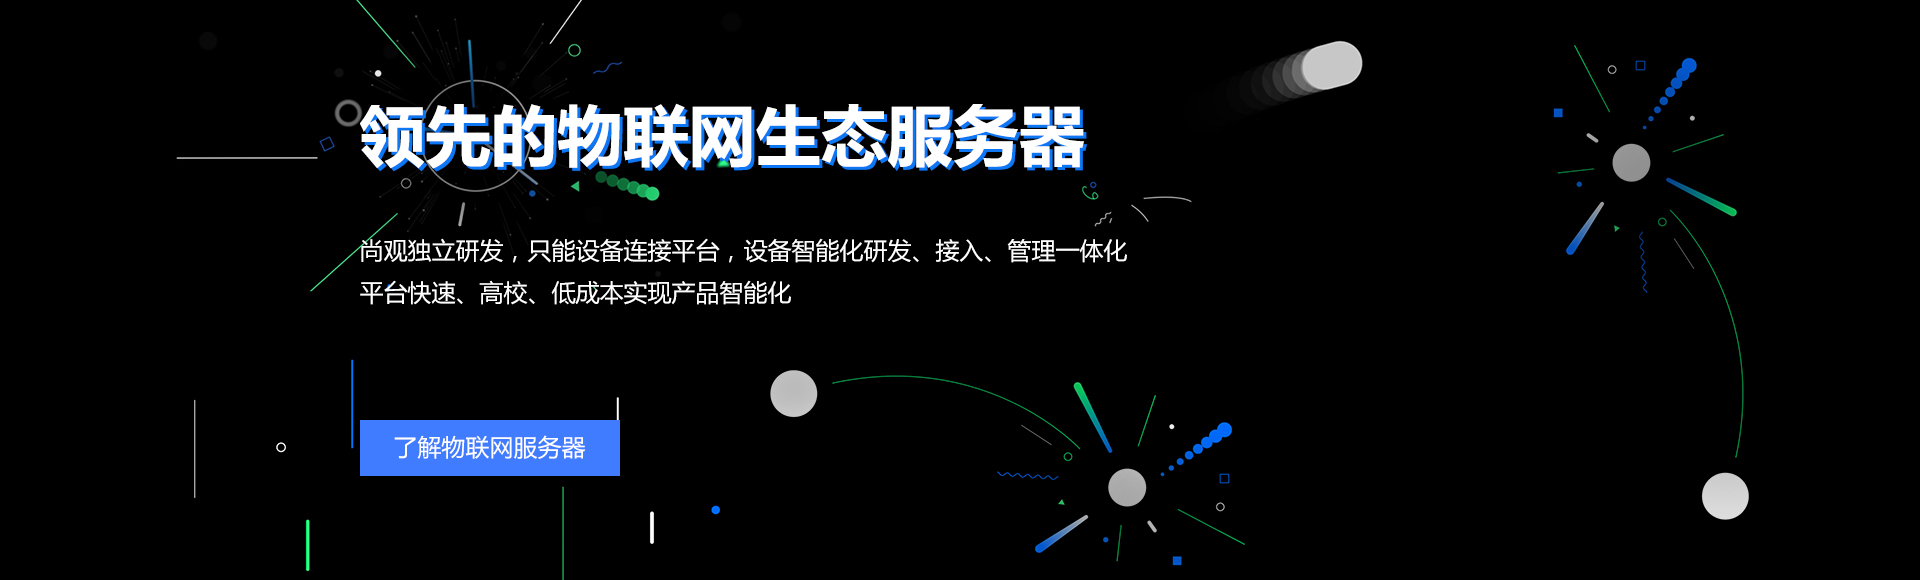 领先的物联网生态服务器
尚观独立研发，只能设备连接平台，设备智能化研发、接入、管理一体化
平台快速、高校、低成本实现产品智能化
了解物联网服务器